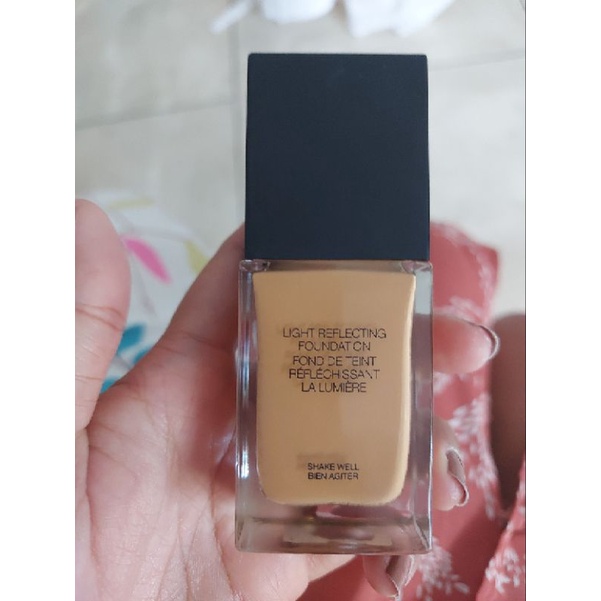 LIGHT REFLECTING
FOUNDATION
FOND DE TEINT
RÉFLÉCHISSANT
LA LUMIÈRE
SHAKE WELL
BIEN AGITER